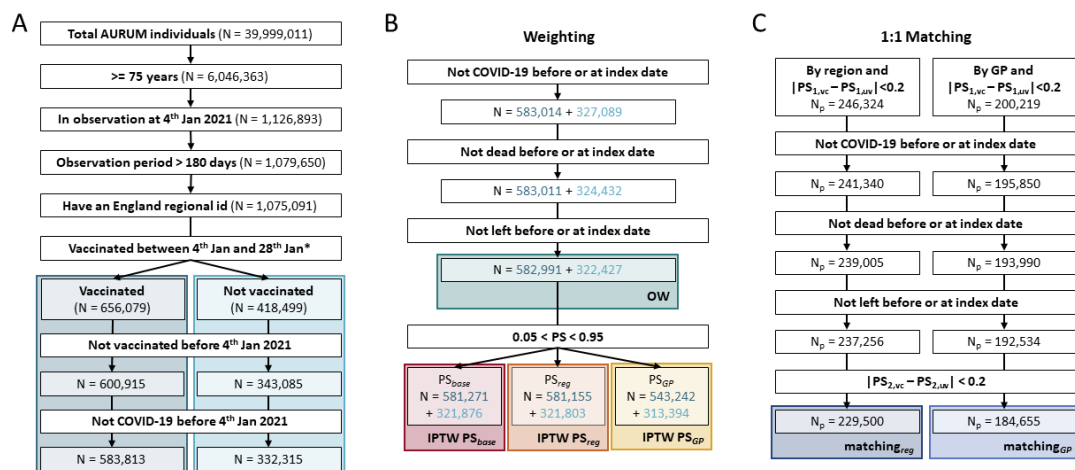 A
Total AURUM individuals (N = 39,999,011)
>= 75 years (N = 6,046,363)
In observation at 4th Jan 2021 (N = 1,126,893)
Observation period > 180 days (N = 1,079,650)
Have an England regional id (N = 1,075,091)
Vaccinated between 4th Jan and 28th Jan*
Vaccinated
(N = 656,079)
Not vaccinated
(N = 418,499)
Not vaccinated before 4th Jan 2021
N = 600,915
N = 343,085
Not COVID-19 before 4th Jan 2021
N = 583,813
N = 332,315
B
Weighting
Not COVID-19 before or at index date
N = 583,014 + 327,089
Not dead before or at index date
N = 583,011 + 324,432
Not left before or at index date
N = 582,991 + 322,427
OW
0.05 < PS < 0.95
PSbase
N = 581,271
+ 321,876
IPTW PSbase
PSreg
N = 581,155
+ 321,803
IPTW PSreg
PSGP
N = 543,242
+ 313,394
IPTW PSGP
C
1:1 Matching
By region and
|PS1,vc – PS1,uv| <0.2
Np = 246,324
By GP and
|PS1,vc – PS1,uv| <0.2
Np = 200,219
Not COVID-19 before or at index date
Np = 241,340
Np = 195,850
Not dead before or at index date
Np = 239,005
Np = 193,990
Not left before or at index date
Np = 237,256
Np = 192,534
|PS2,vc – PS2,uv| < 0.2
Np = 229,500
matchingreg
Np = 184,655
matchingGP